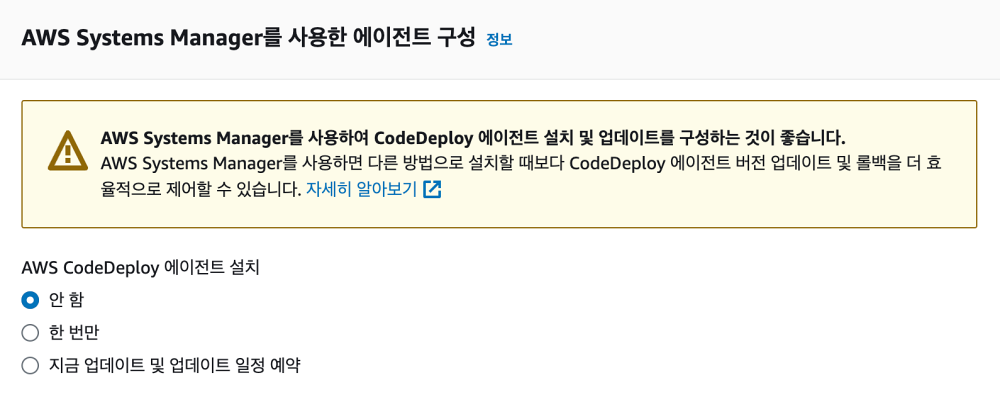 AWS Systems Manager를 사용한 에이전트 구성 정보
AWS Systems Manager를 사용하여 CodeDeploy 에이전트 설치 및 업데이트를 구성하는 것이 좋습니다.
AWS Systems Manager를 사용하면 다른 방법으로 설치할 때보다 CodeDeploy 에이전트 버전 업데이트 및 롤백을 더 효
율적으로 제어할 수 있습니다. 자세히 알아보기
AWS CodeDeploy 에이전트 설치
안 함
한 번만
지금 업데이트 및 업데이트 일정 예약